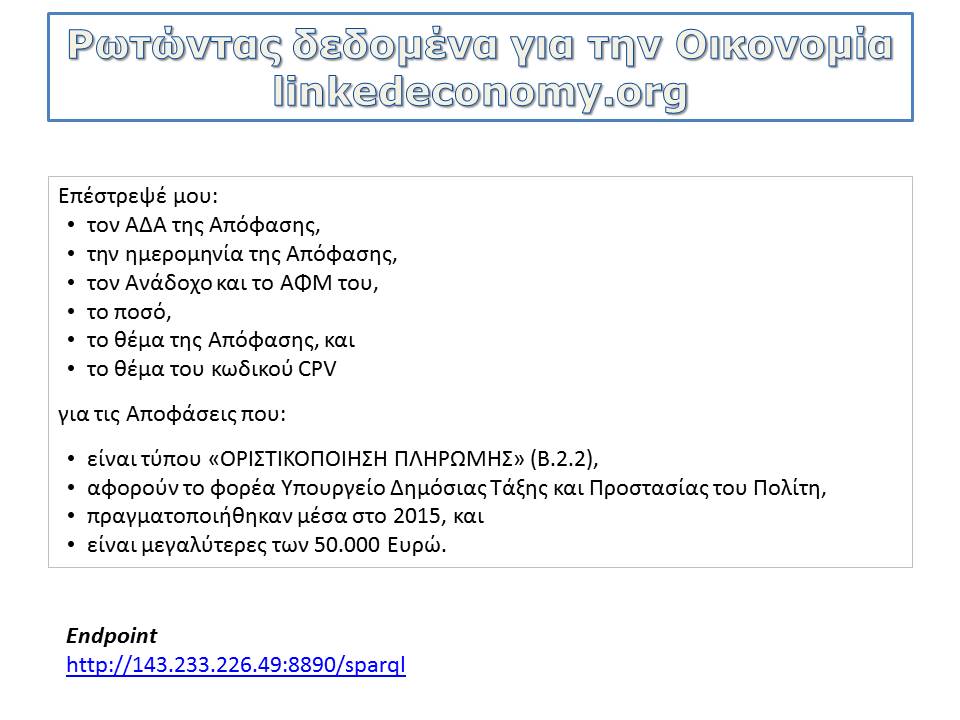 Ρωτώντας δεδομένα για την Οικονομία
linkedeconomy.org
Επέστρεψέ μου:
• τον ΑΔΑ της Απόφασης,
• την ημερομηνία της Απόφασης,
• τον Ανάδοχο και το ΑΦΜ του,
• το ποσό,
• το θέμα της Απόφασης, και
• το θέμα του κωδικού CPV
για τις Αποφάσεις που:
• είναι τύπου «ΟΡΙΣΤΙΚΟΠΟΙΗΣΗ ΠΛΗΡΩΜΗΣ» (Β.2.2),
• αφορούν το φορέα Υπουργείο Δημόσιας Τάξης και Προστασίας του Πολίτη,
• πραγματοποιήθηκαν μέσα στο 2015, και
• είναι μεγαλύτερες των 50.000 Ευρώ.
Endpoint
http://143.233.226.49:8890/sparql